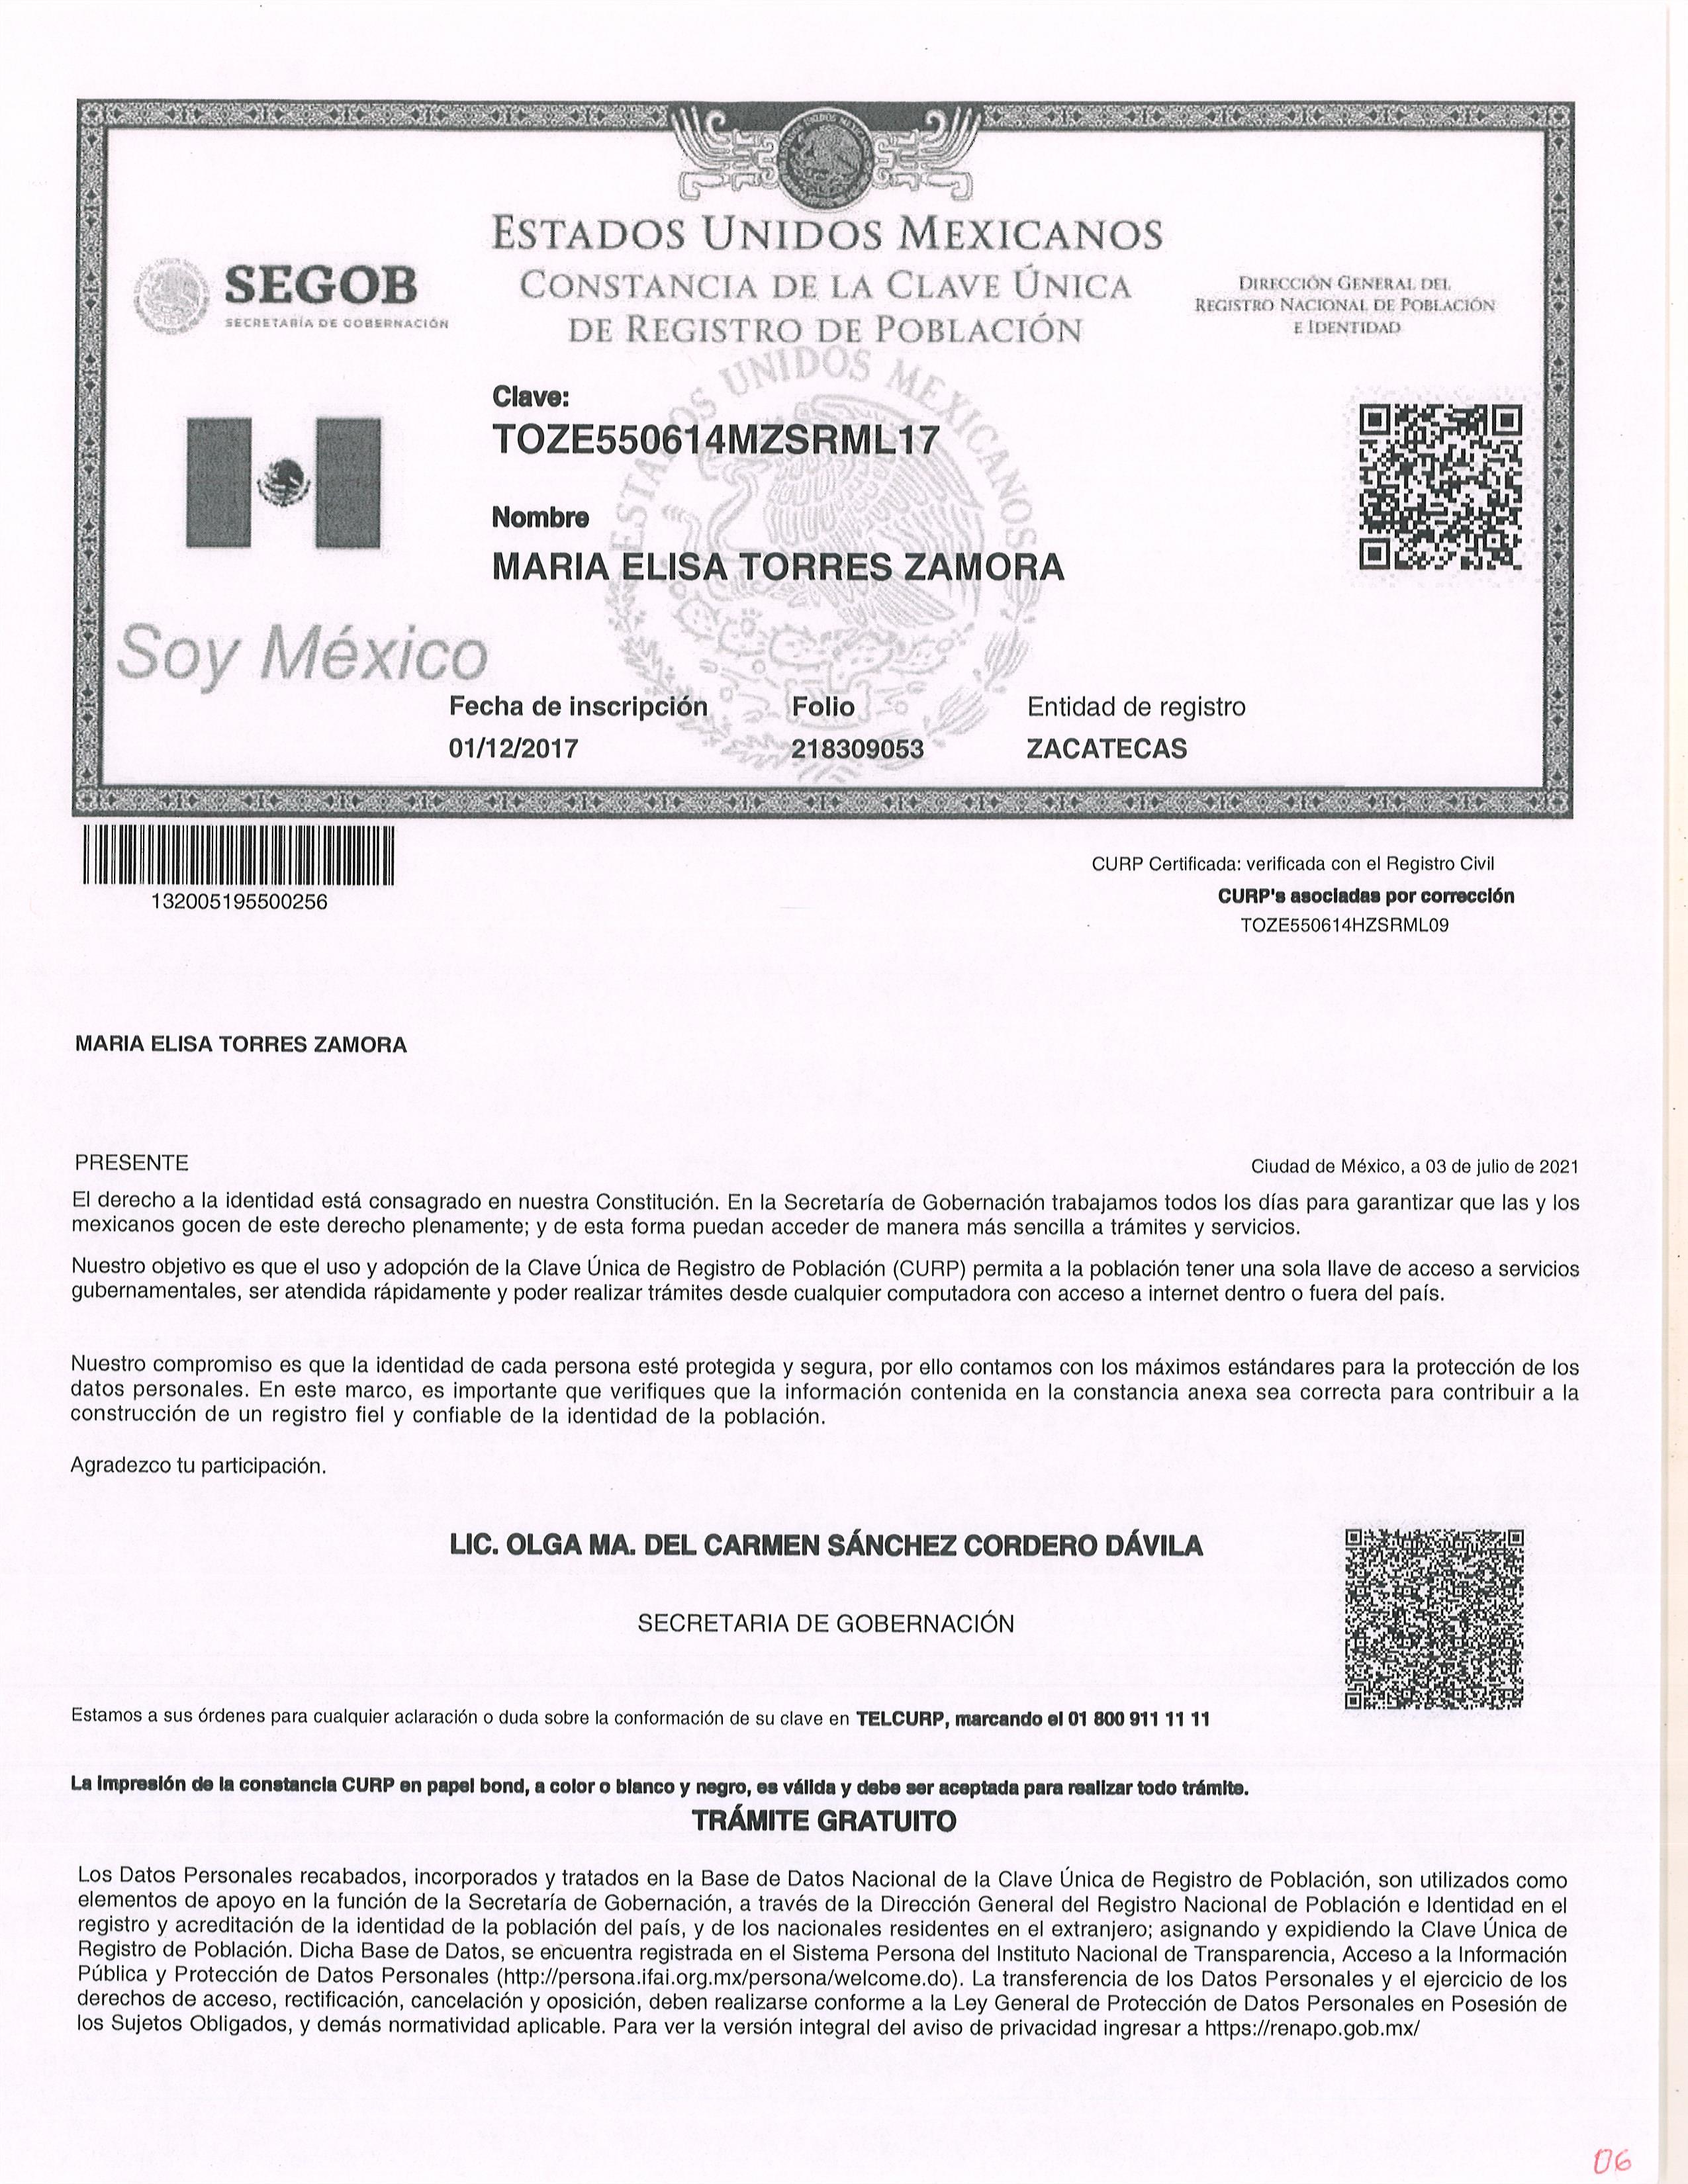 ESTADOS UNIDOS MEXICANOS
CONSTANCIA DE LA CLAVE ÚNICA
DE REGISTRO DE POBLACIÓN
SEGOB
SECRETARÍA DE GOBERNACIÓN
DIRECCIÓN GENERAL DEL
REGISTRO NACIONAL DE POBLACIÓN
E IDENTIDAD
ESTADOS UNIDOS MEXICANOS
Clave:
TOZE550614MZSRML17
Nombre
MARIA ELISA TORRES ZAMORA
Soy México
Fecha de inscripción Folio Entidad de registro
01/12/2017 218309053 ZACATECAS
132005195500256
CURP Certificada: verificada con el Registro Civil
CURP's asociadas por corrección
TOZE550614HZSRML09
MARIA ELISA TORRES ZAMORA
PRESENTE
Ciudad de México, a 03 de julio de 2021
El derecho a la identidad está consagrado en nuestra Constitución. En la Secretaría de Gobernación trabajamos todos los días para garantizar que las y los
mexicanos gocen de este derecho plenamente; y de esta forma puedan acceder de manera más sencilla a trámites y servicios.
Nuestro objetivo es que el uso y adopción de la Clave Única de Registro de Población (CURP) permita a la población tener una sola llave de acceso a servicios
gubernamentales, ser atendida rápidamente y poder realizar trámites desde cualquier computadora con acceso a internet dentro o fuera del país.
Nuestro compromiso es que la identidad de cada persona esté protegida y segura, por ello contamos con los máximos estándares para la protección de los
datos personales. En este marco, es importante que verifiques que la información contenida en la constancia anexa sea correcta para contribuir a la
construcción de un registro fiel y confiable de la identidad de la población.
Agradezco tu participación.
LIC. OLGA MA. DEL CARMEN SÁNCHEZ CORDERO DÁVILA
SECRETARIA DE GOBERNACIÓN
Estamos a sus órdenes para cualquier aclaración o duda sobre la conformación de su clave en TELCURP, marcando el 01 800 911 11 11
La impresión de la constancia CURP en papel bond, a color o blanco y negro, es válida y debe ser aceptada para realizar todo trámite.
TRÁMITE GRATUITO
Los Datos Personales recabados, incorporados y tratados en la Base de Datos Nacional de la Clave Única de Registro de Población, son utilizados como
elementos de apoyo en la función de la Secretaría de Gobernación, a través de la Dirección General del Registro Nacional de Población e Identidad en el
registro y acreditación de la identidad de la población del país, y de los nacionales residentes en el extranjero; asignando y expidiendo la Clave Única de
Registro de Población. Dicha Base de Datos, se encuentra registrada en el Sistema Persona del Instituto Nacional de Transparencia, Acceso a la Información
Pública y Protección de Datos Personales (http://persona.ifai.org.mx/persona/welcome.do). La transferencia de los Datos Personales y el ejercicio de los
derechos de acceso, rectificación, cancelación y oposición, deben realizarse conforme a la Ley General de Protección de Datos Personales en Posesión de
los Sujetos Obligados, y demás normatividad aplicable. Para ver la versión integral del aviso de privacidad ingresar a https://renapo.gob.mx/
06